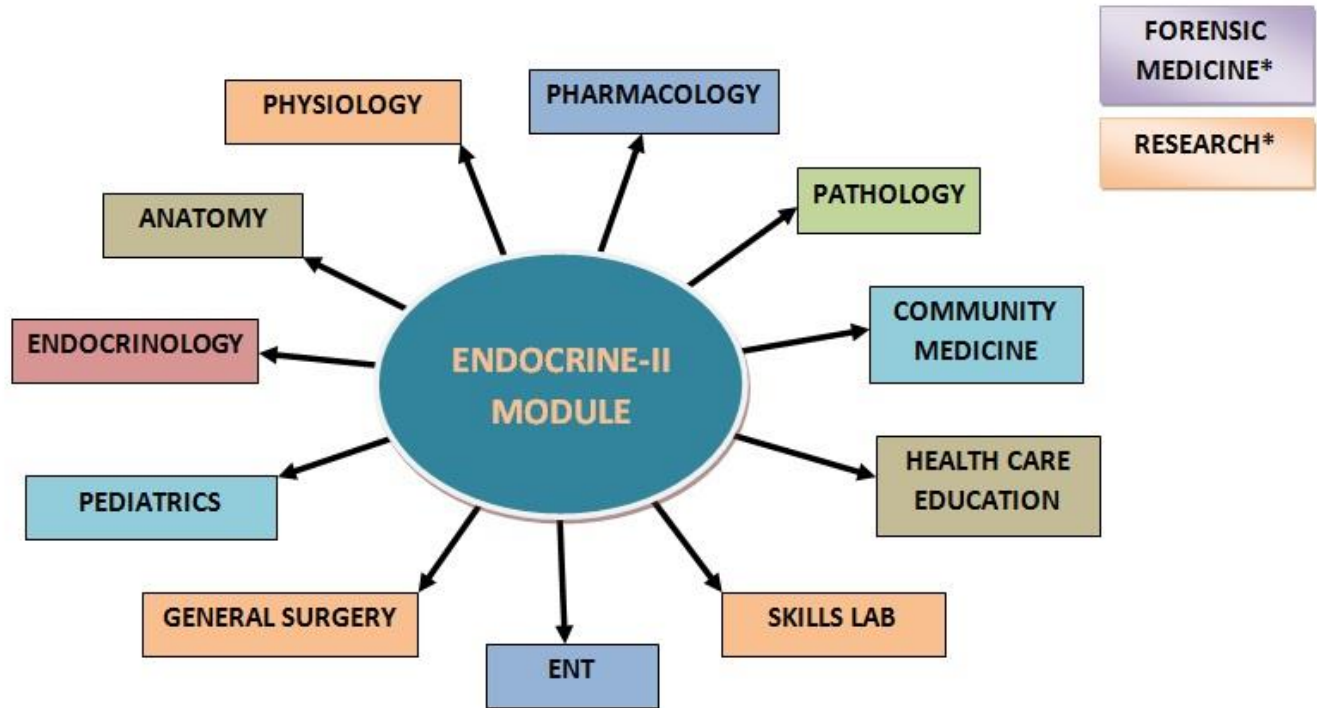 FORENSIC
MEDICINE*
RESEARCH*
PHYSIOLOGY
PHARMACOLOGY
ANATOMY
PATHOLOGY
ENDOCRINOLOGY
COMMUNITY
MEDICINE
ENDOCRINE-II
MODULE
PEDIATRICS
HEALTH CARE
EDUCATION
GENERAL SURGERY
SKILLS LAB
ENT